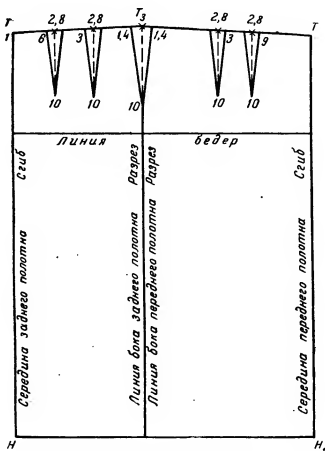 Т 2,8 2,8 Т3 2,8 2,8 Т
1 6 3 1,4 1,4 3 9
10 10 10 10 10
Линия бедер
Сгиб
Середина заднего полотна
Разрез
Линия бока заднего полотна
Разрез
Линия бока переднего полотна
Сгиб
Середина переднего полотна
Н